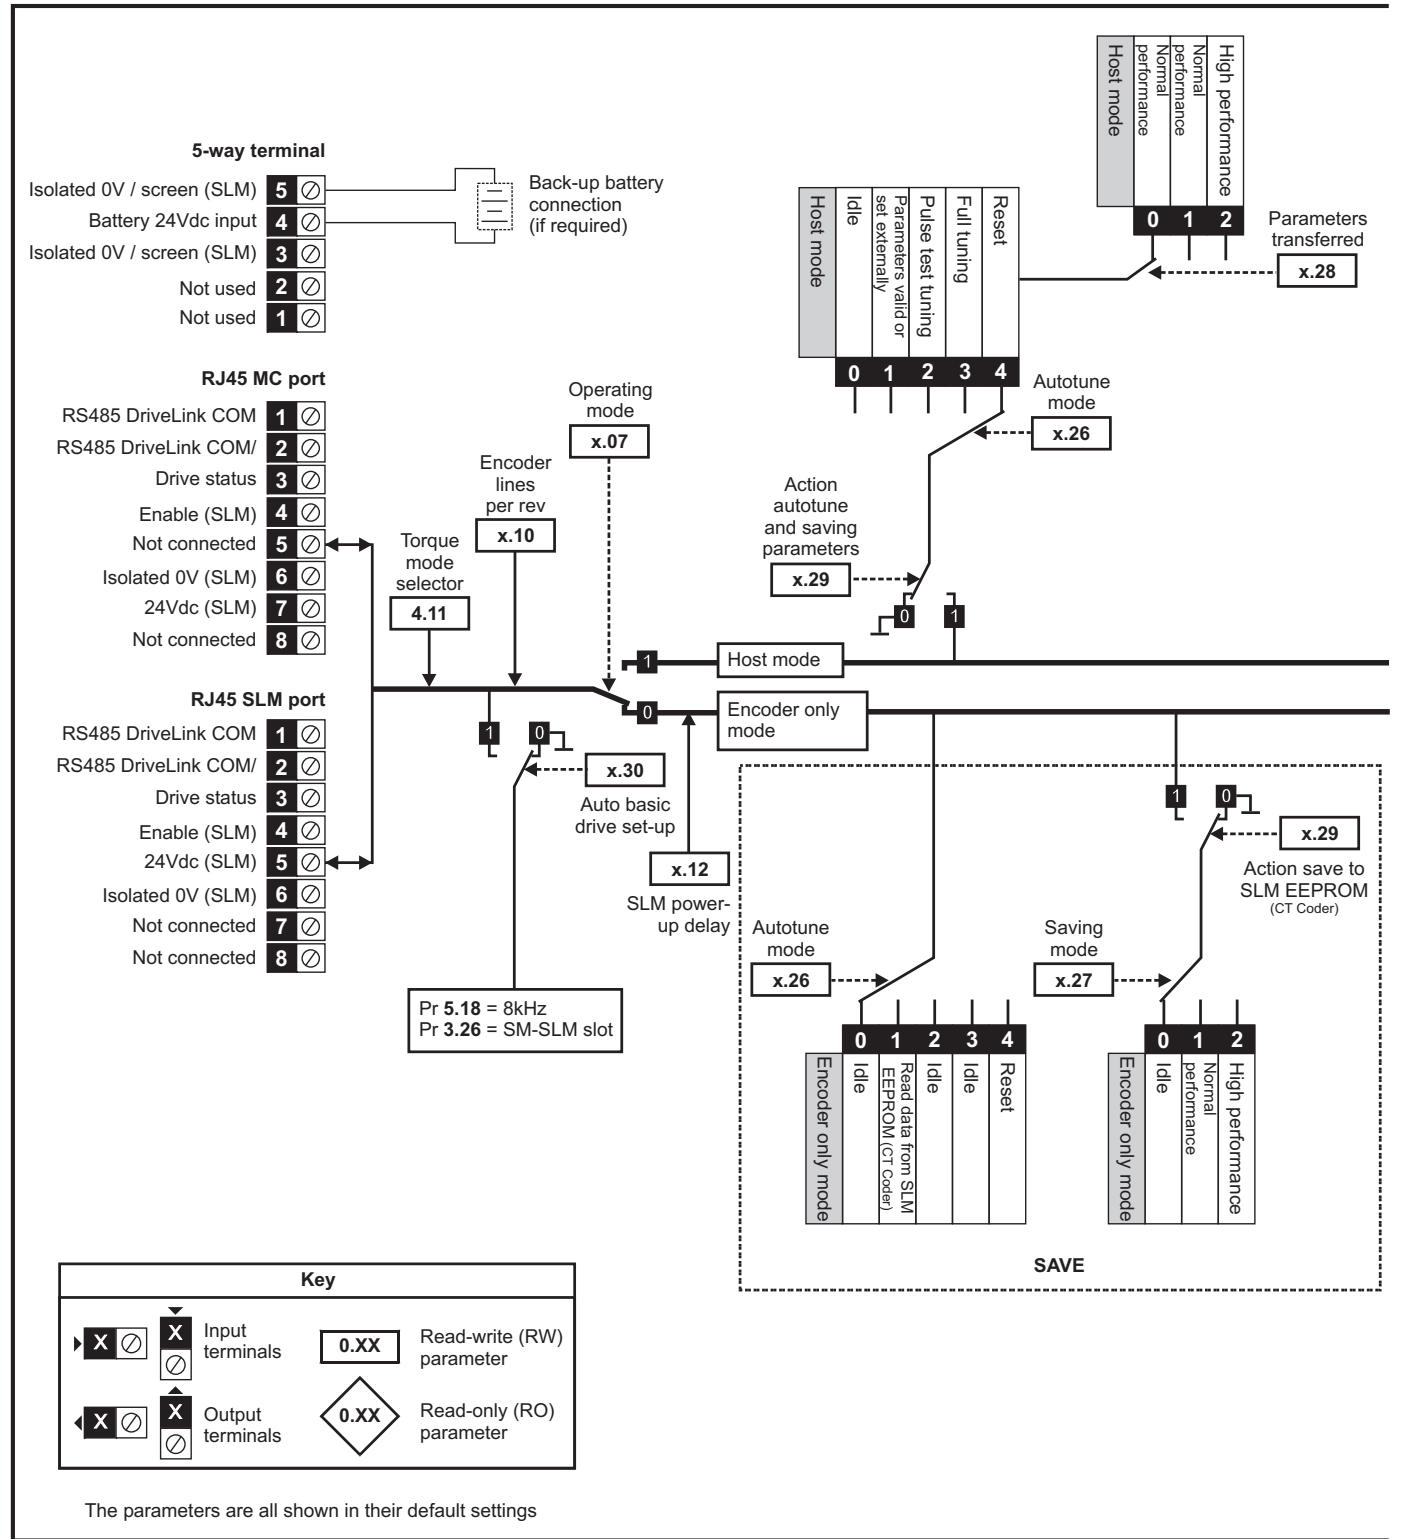 5-way terminal
Isolated 0V / screen (SLM) 5
Battery 24Vdc input 4
Isolated 0V / screen (SLM) 3
Not used 2
Not used 1
Back-up battery
connection
(if required)
RJ45 MC port
RS485 DriveLink COM 1
RS485 DriveLink COM/ 2
Drive status 3
Enable (SLM) 4
Not connected 5
Isolated 0V (SLM) 6
24Vdc (SLM) 7
Not connected 8
RJ45 SLM port
RS485 DriveLink COM 1
RS485 DriveLink COM/ 2
Drive status 3
Enable (SLM) 4
24Vdc (SLM) 5
Isolated 0V (SLM) 6
Not connected 7
Not connected 8
Torque
mode
selector
4.11
Encoder
lines
per rev
x.10
Operating
mode
x.07
1
0
1
0
x.30
Auto basic
drive set-up
Pr 5.18 = 8kHz
Pr 3.26 = SM-SLM slot
x.12
SLM power-
up delay
Host mode
Encoder only
mode
Host mode
Normal
performance
Normal
performance
High performance
0 1 2
Parameters
transferred
x.28
Host mode
Idle
Parameters valid or
set externally
Pulse test tuning
Full tuning
Reset
0 1 2 3 4
Autotune
mode
x.26
Action
autotune
and saving
parameters
x.29
0
1
1
0
x.29
Action save to
SLM EEPROM
(CT Coder)
Autotune
mode
x.26
Saving
mode
x.27
0 1 2 3 4
Encoder only mode
Idle
Read data from SLM
EEPROM (CT Coder)
Idle
Idle
Reset
0 1 2
Encoder only mode
Idle
Normal
performance
High performance
SAVE
Key
X
X
Input
terminals
0.XX
Read-write (RW)
parameter
X
X
Output
terminals
0.XX
Read-only (RO)
parameter
The parameters are all shown in their default settings